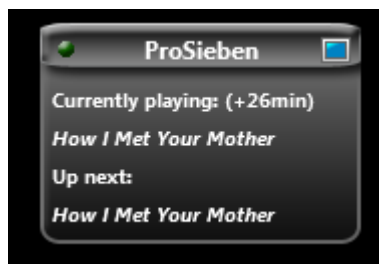 ProSieben
Currently playing: (+26min)
How I Met Your Mother
Up next:
How I Met Your Mother